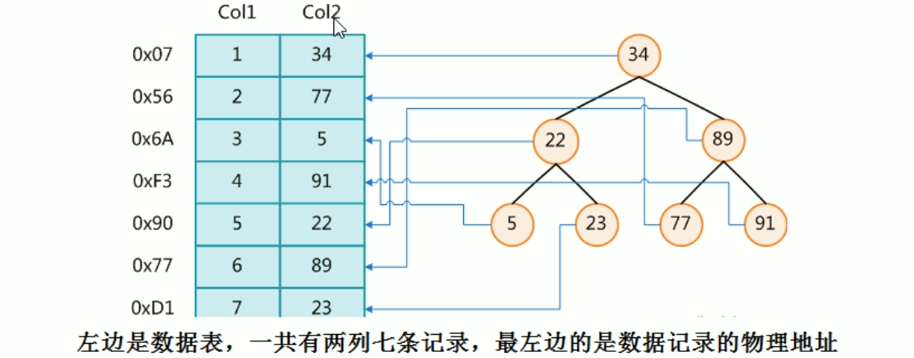 Col1 Col2
0x07 1 34
34
0x56 2 77
0x6A 3 5
22 89
0xF3 4 91
0x90 5 22
5 23 77 91
0x77 6 89
0xD1 7 23
左边是数据表，一共有两列七条记录，最左边的是数据记录的物理地址